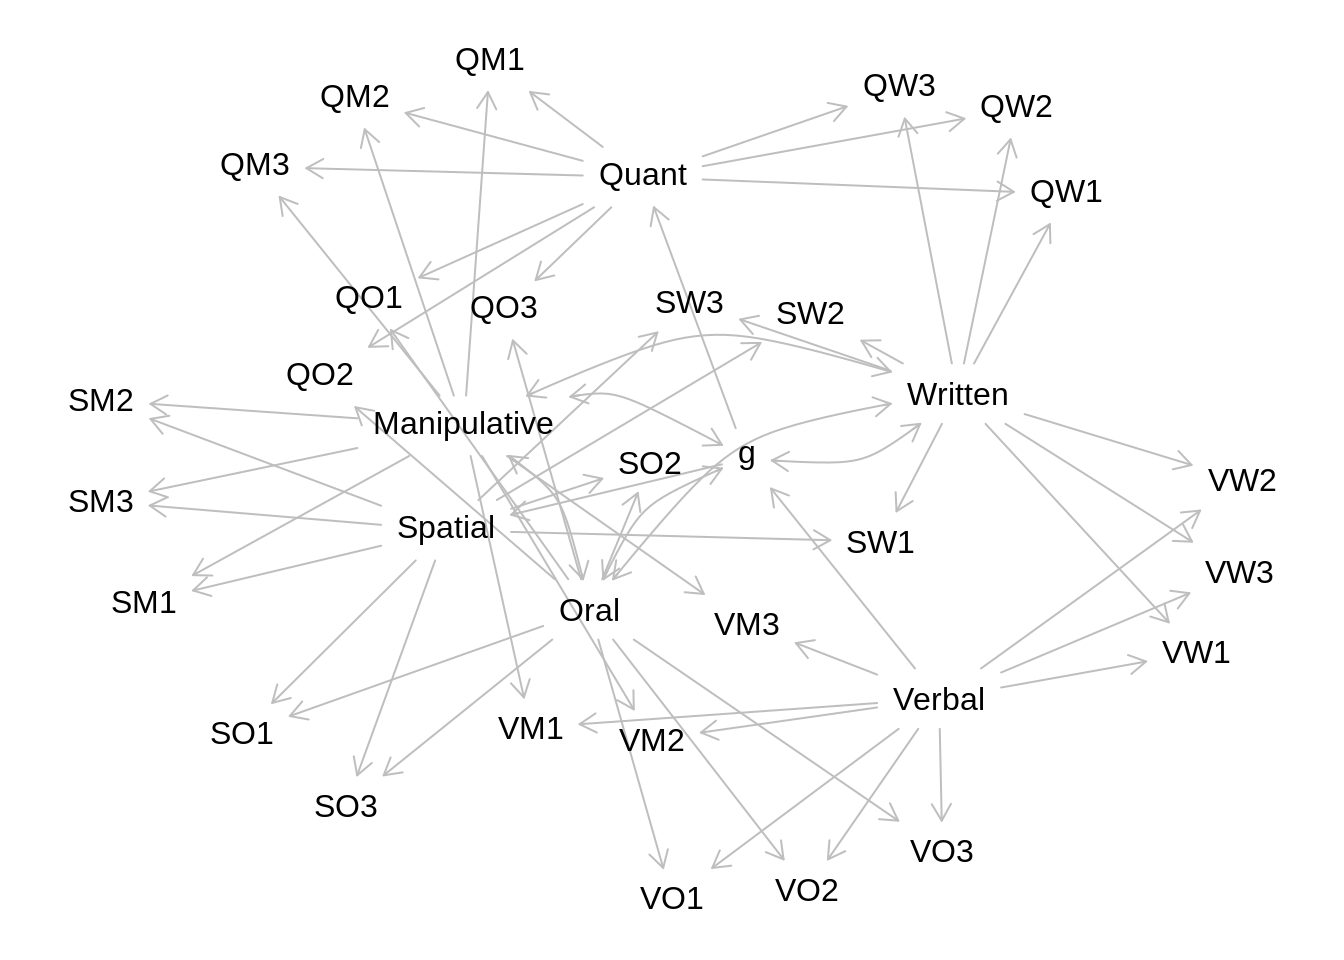 QM1
QM2
QW3
QW2
QM3
Quant
QW1
QO1
QO3
SW3
SW2
QO2
SM2
Manipulative
Written
SO2
g
VW2
SM3
Spatial
SW1
VW3
SM1
Oral
VM3
VW1
Verbal
SO1
VM1
VM2
SO3
VO3
VO1
VO2